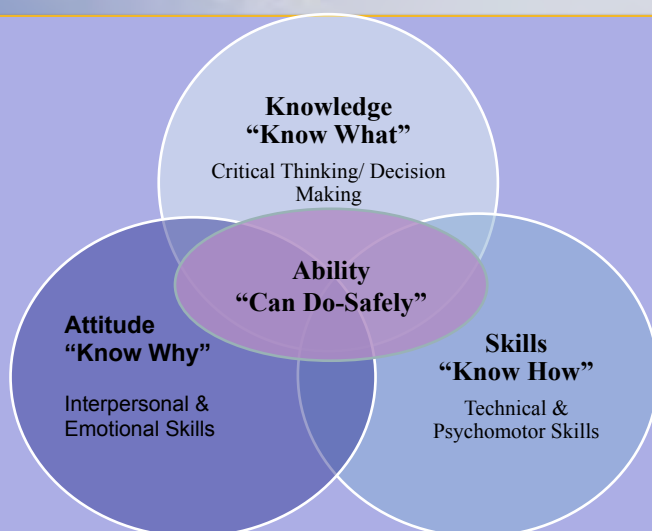 Knowledge
“Know What”
Critical Thinking/ Decision
Making
Ability
“Can Do-Safely”
Attitude
“Know Why”
Interpersonal &
Emotional Skills
Skills
“Know How”
Technical &
Psychomotor Skills